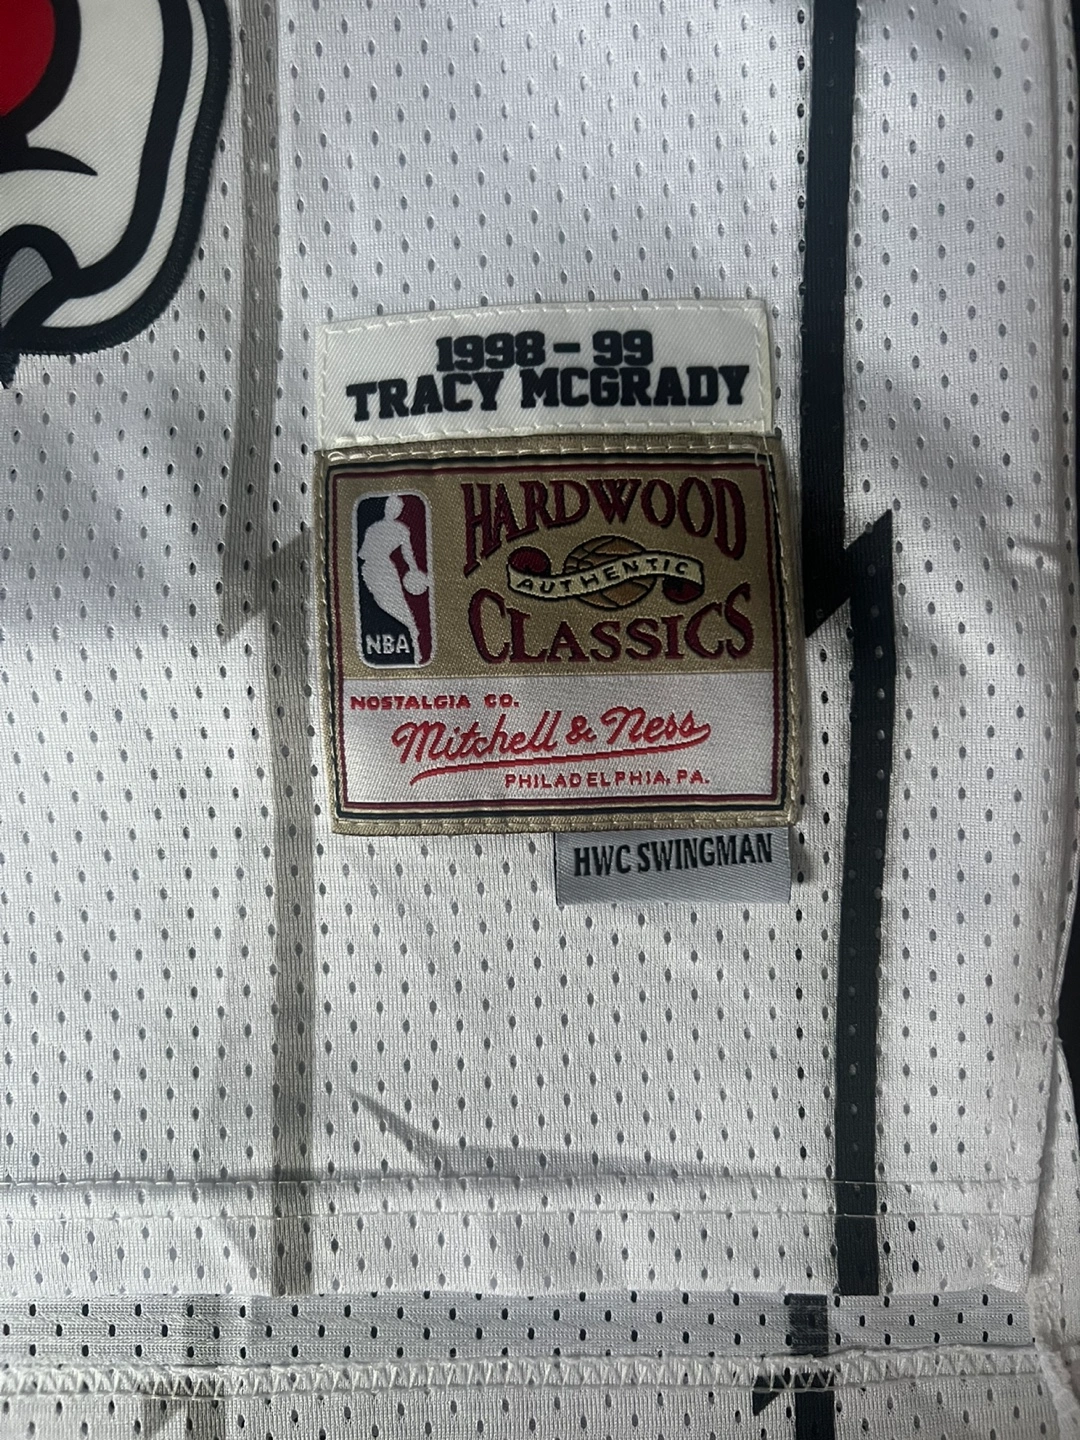 1998 - 99
TRACY MCGRADY
HARDWOOD
AUTHENTIC
CLASSICS
NBA
NOSTALGIA CO.
Mitchell & Ness
PHILADELPHIA, PA.
HWC SWINGMAN